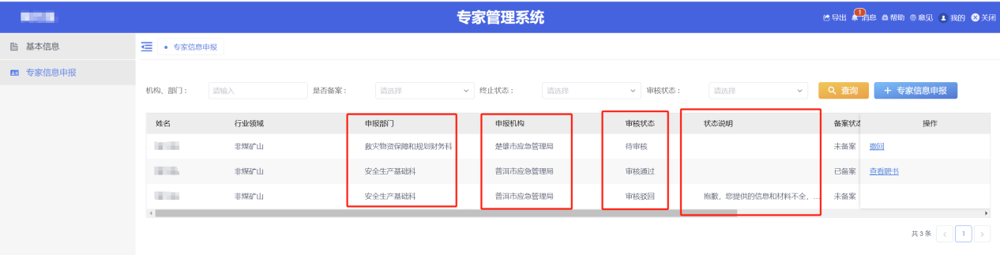 专家管理系统
导出 1 消息 帮助 意见 我的 关闭
基本信息
专家信息申报
专家信息申报
机构、部门： 请输入 是否备案： 请选择 终止状态： 请选择 审核状态： 请选择 查询 + 专家信息申报
姓名 行业领域 申报部门 申报机构 审核状态 状态说明 备案状态 操作
非煤矿山 救灾物资保障和规划财务科 楚雄市应急管理局 待审核 未备案 撤回
非煤矿山 安全生产基础科 普洱市应急管理局 审核通过 已备案 查看聘书
非煤矿山 安全生产基础科 普洱市应急管理局 审核驳回 抱歉，您提供的信息和材料不全，... 未备案
共 3 条 < 1 >